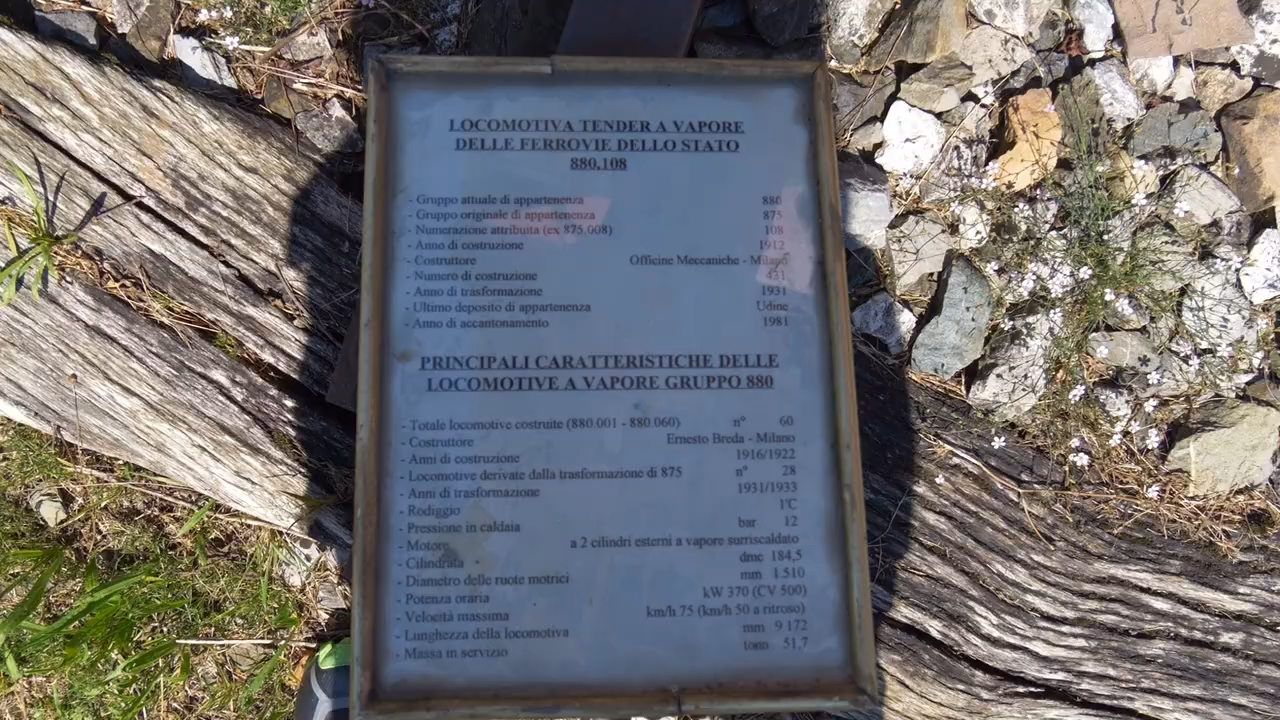 LOCOMOTIVA TENDER A VAPORE
DELLE FERROVIE DELLO STATO
880.108
- Gruppo attuale di appartenenza 880
- Gruppo originale di appartenenza 875
- Numerazione attribuita (ex 875.008) 108
- Anno di costruzione 1912
- Costruttore Officine Meccaniche - Milano
- Numero di costruzione 431
- Anno di trasformazione 1931
- Ultimo deposito di appartenenza Udine
- Anno di accantonamento 1981
PRINCIPALI CARATTERISTICHE DELLE
LOCOMOTIVE A VAPORE GRUPPO 880
- Totale locomotive costruite (880.001 - 880.060) n° 60
- Costruttore Ernesto Breda - Milano
- Anni di costruzione 1916/1922
- Locomotive derivate dalla trasformazione di 875 n° 28
- Anni di trasformazione 1931/1933
- Rodiggio 1'C
- Pressione in caldaia bar 12
- Motore a 2 cilindri esterni a vapore surriscaldato
- Cilindrata dmc 184,5
- Diametro delle ruote motrici mm 1.510
- Potenza oraria kW 370 (CV 500)
- Velocità massima km/h 75 (km/h 50 a ritroso)
- Lunghezza della locomotiva mm 9 172
- Massa in servizio tonn 51,7